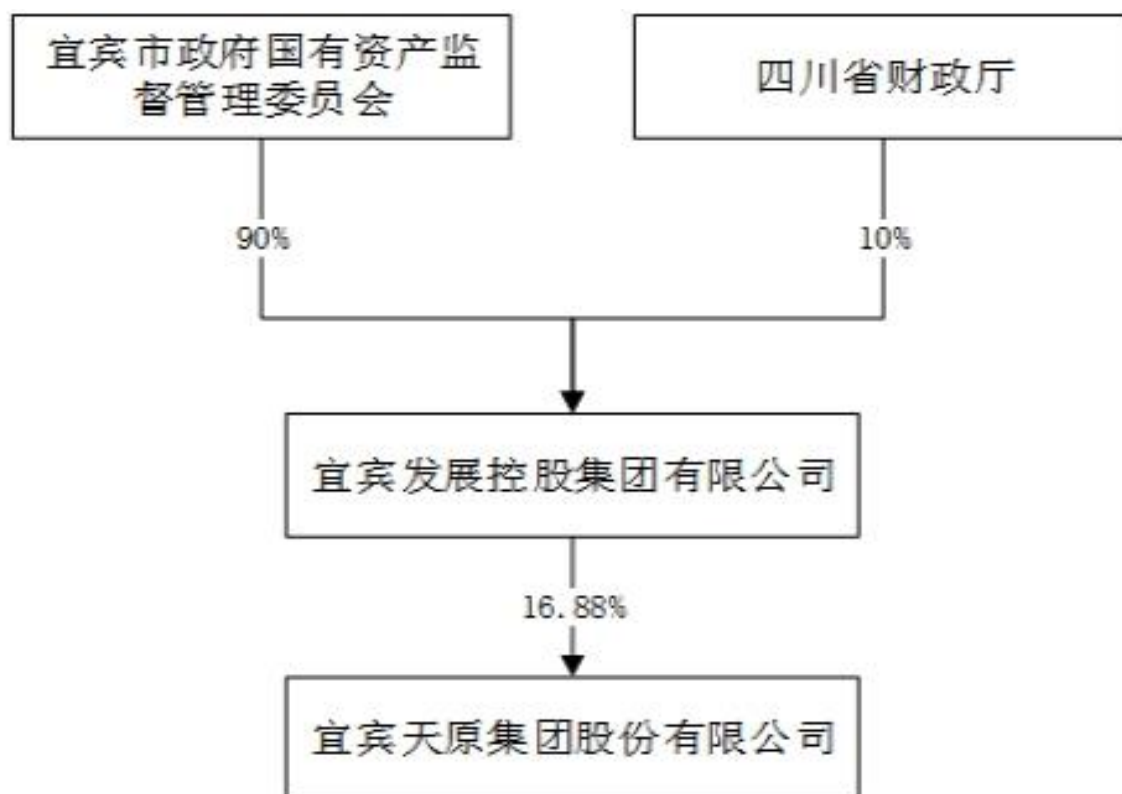 宜宾市政府国有资产监
督管理委员会
四川省财政厅
90%
10%
宜宾发展控股集团有限公司
16.88%
宜宾天原集团股份有限公司